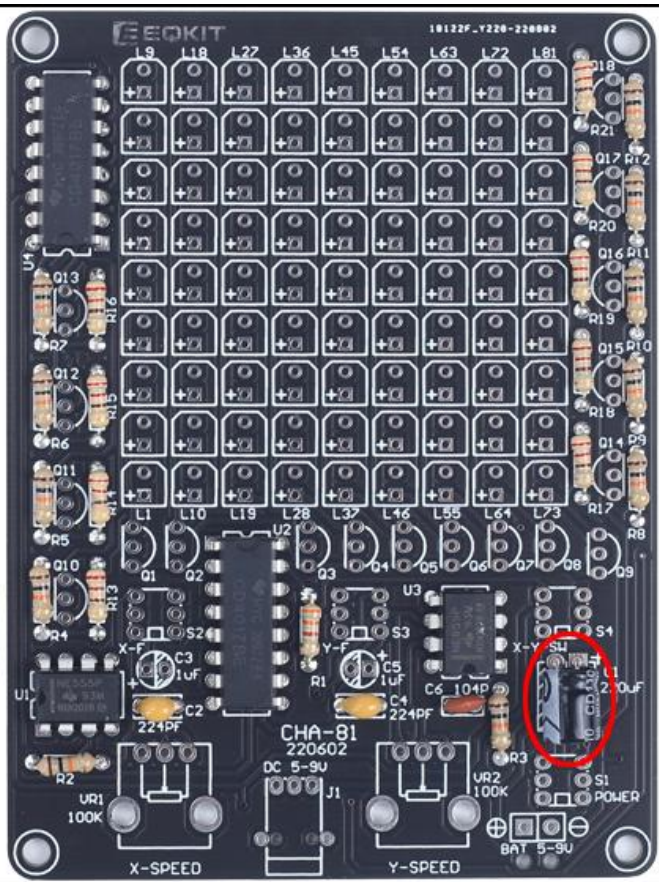 EQKIT
10122F_Y220-220802
L9 L18 L27 L36 L45 L54 L63 L72 L81
Q18
R21
Q17 R12
R20
U4
Q16 R11
Q13
R16
R7
R19
R10
Q15
Q12
R15
R18
R6
R9
Q14
Q11
R14
R17
R5
R8
L1 L10 L19 L28 L37 L46 L55 L64 L73
U2
Q1 Q2 Q3 Q4 Q5 Q6 Q7 Q8 Q9
Q10
R13
R4
U3
X-F S2
Y-F S3
S4
X-Y SW
R1
C3
1uF
C5
1uF
C1
220uF
U1
NE555P
93M
C6 104P
C2
224PF
C4
224PF
CHA-81
220602
R3
R2
DC 5-9V
J1
S1
POWER
VR1
100K
VR2
100K
BAT 5-9V
X-SPEED
Y-SPEED